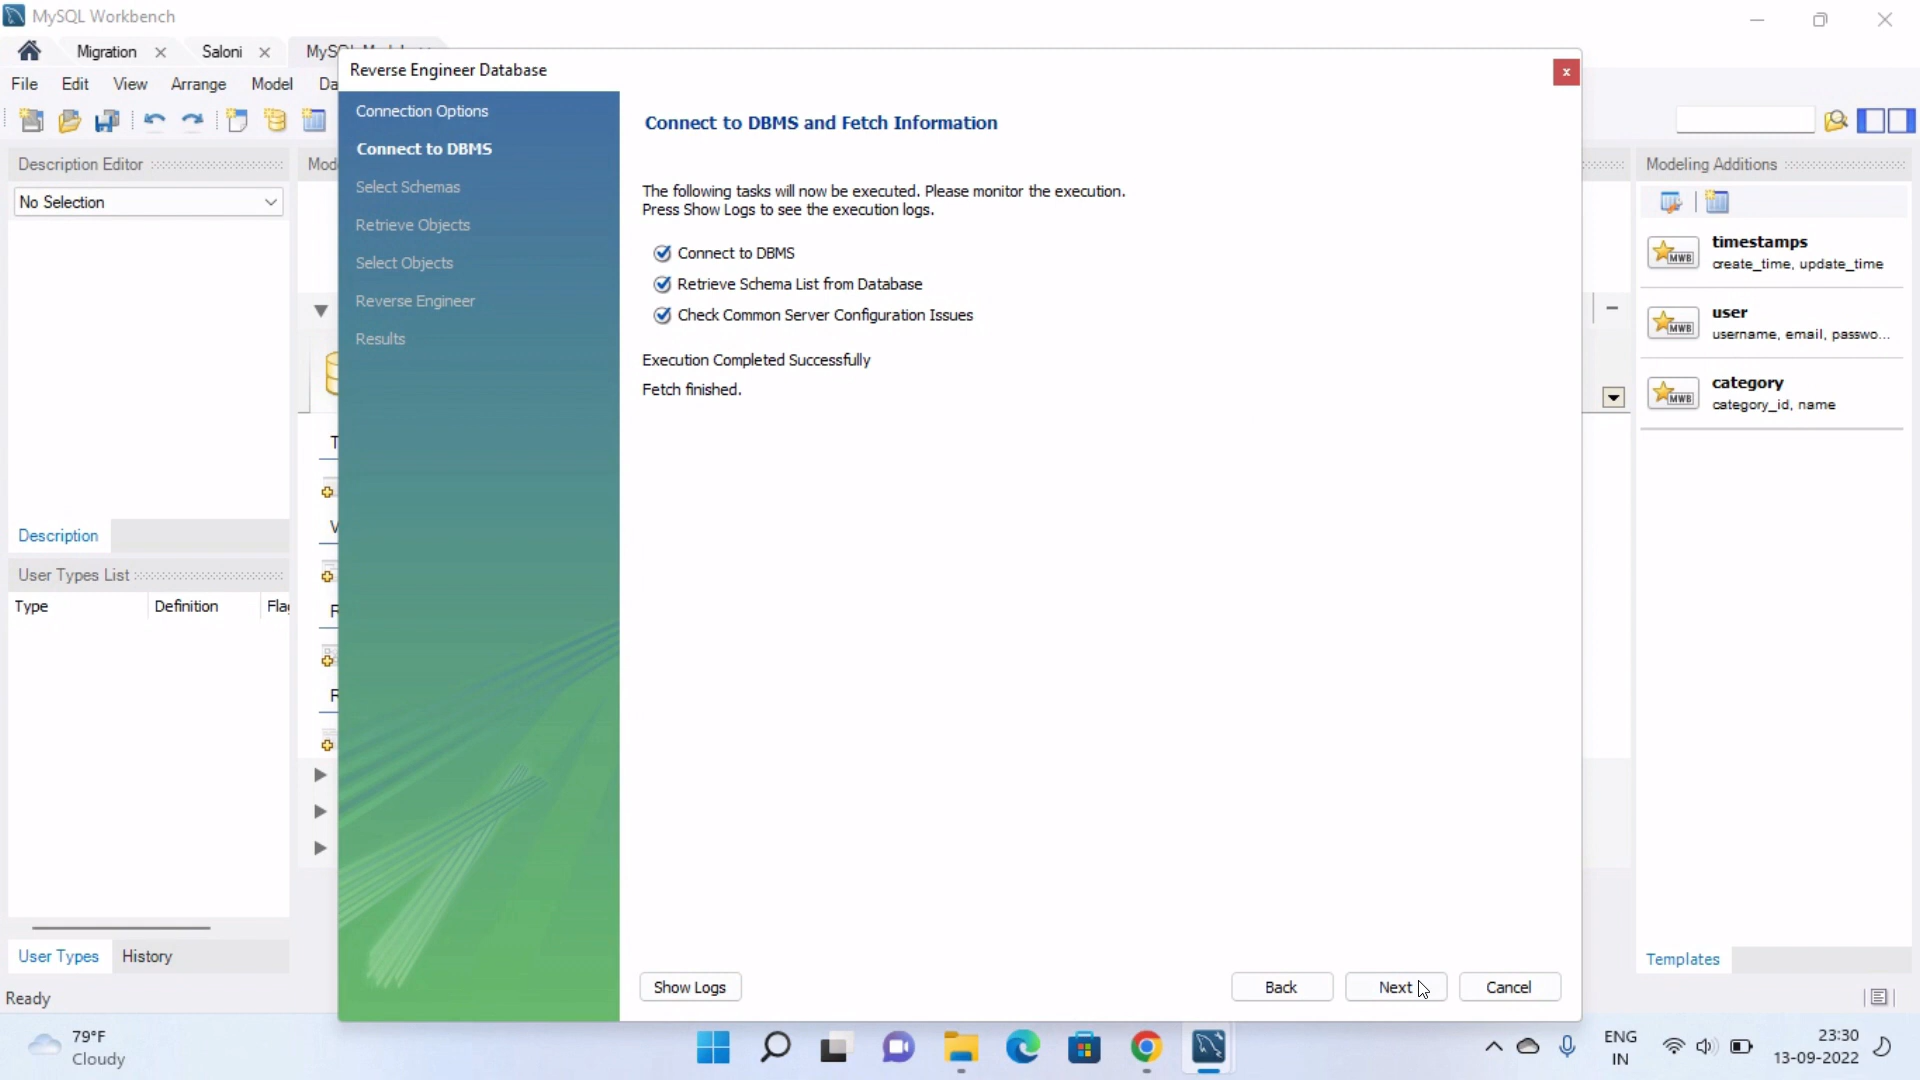 MySQL Workbench
Migration
Saloni
File
Edit
View
Arrange
Model
Description Editor
No Selection
Description
User Types List
Type
Definition
User Types
History
Ready
Reverse Engineer Database
x
Connection Options
Connect to DBMS
Select Schemas
Retrieve Objects
Select Objects
Reverse Engineer
Results
Connect to DBMS and Fetch Information
The following tasks will now be executed. Please monitor the execution.
Press Show Logs to see the execution logs.
Connect to DBMS
Retrieve Schema List from Database
Check Common Server Configuration Issues
Execution Completed Successfully
Fetch finished.
Show Logs
Back
Next
Cancel
Modeling Additions
MWB
timestamps
create_time, update_time
MWB
user
username, email, passwo...
MWB
category
category_id, name
Templates
79°F
Cloudy
ENG
IN
23:30
13-09-2022